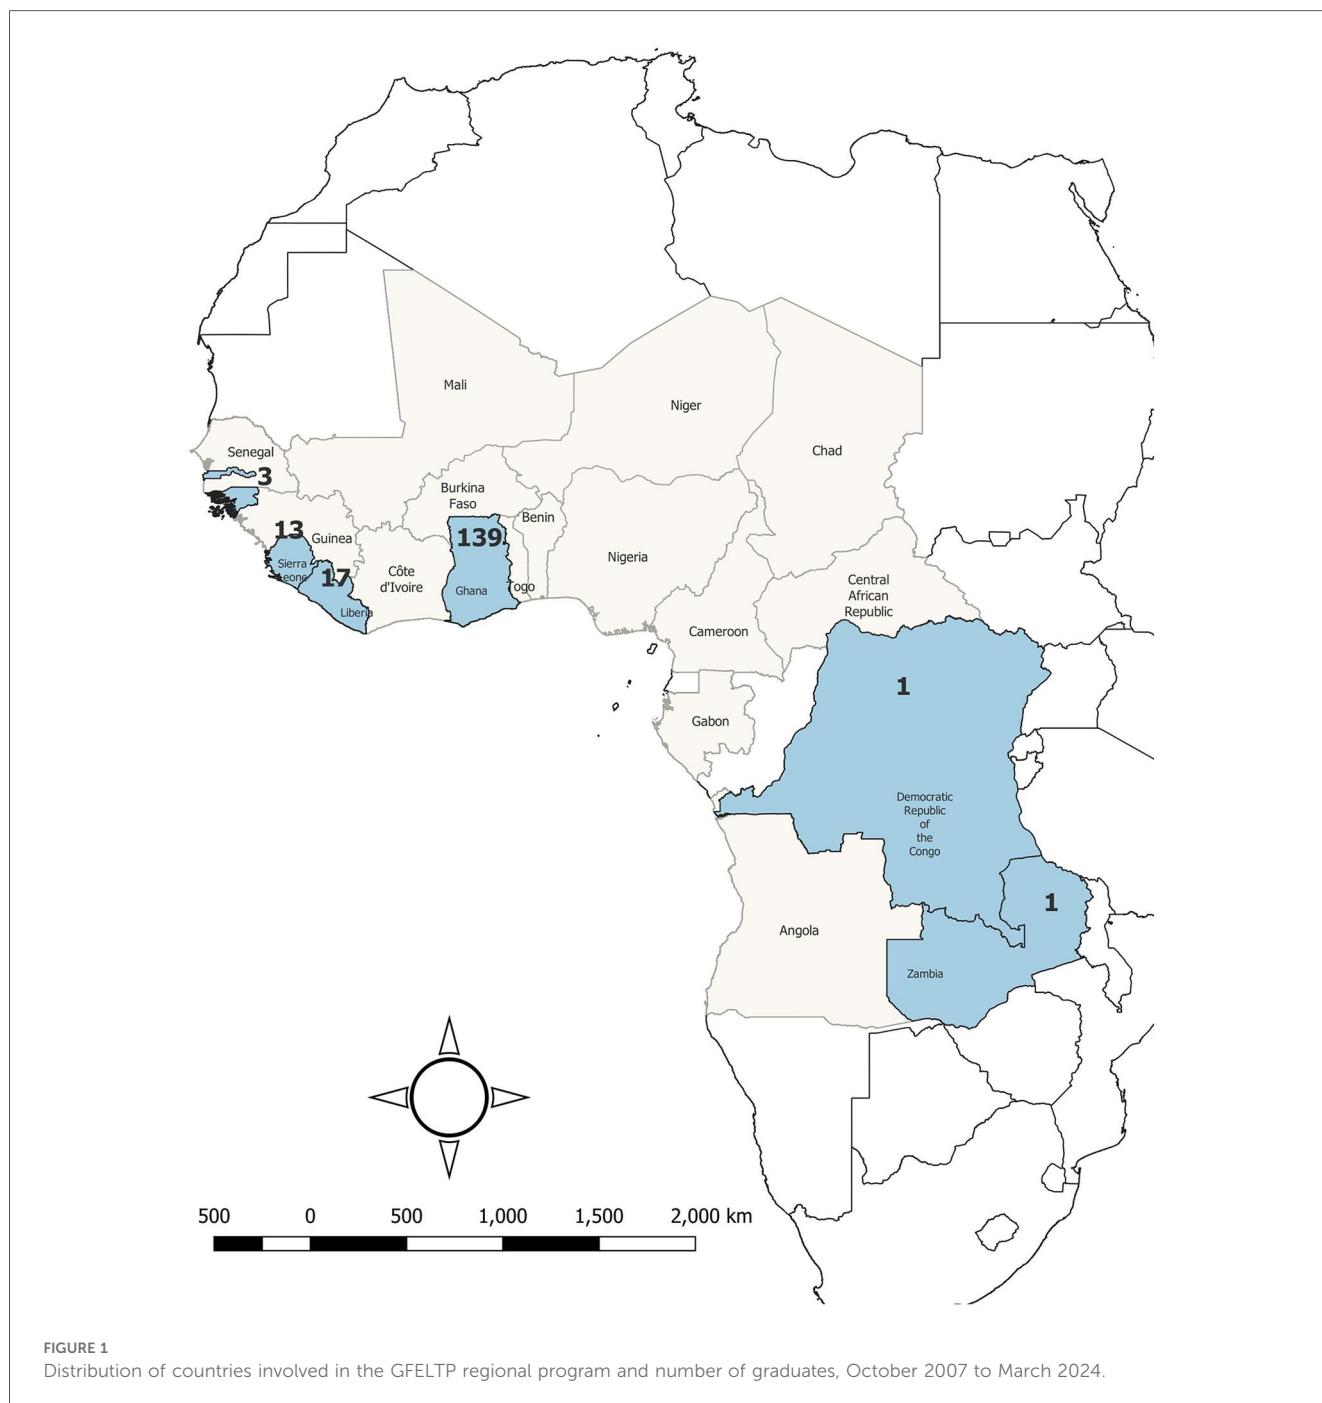 Mali
Niger
Chad
Senegal
3
Burkina
Faso
Benin
139
13
Guinea
Nigeria
Sierra
Leone
17
Côte
d'Ivoire
Ghana
Togo
Liberia
Central
African
Republic
Cameroon
1
Gabon
Democratic
Republic
of
the
Congo
1
Angola
Zambia
500 0 500 1,000 1,500 2,000 km
FIGURE 1
Distribution of countries involved in the GFELTP regional program and number of graduates, October 2007 to March 2024.